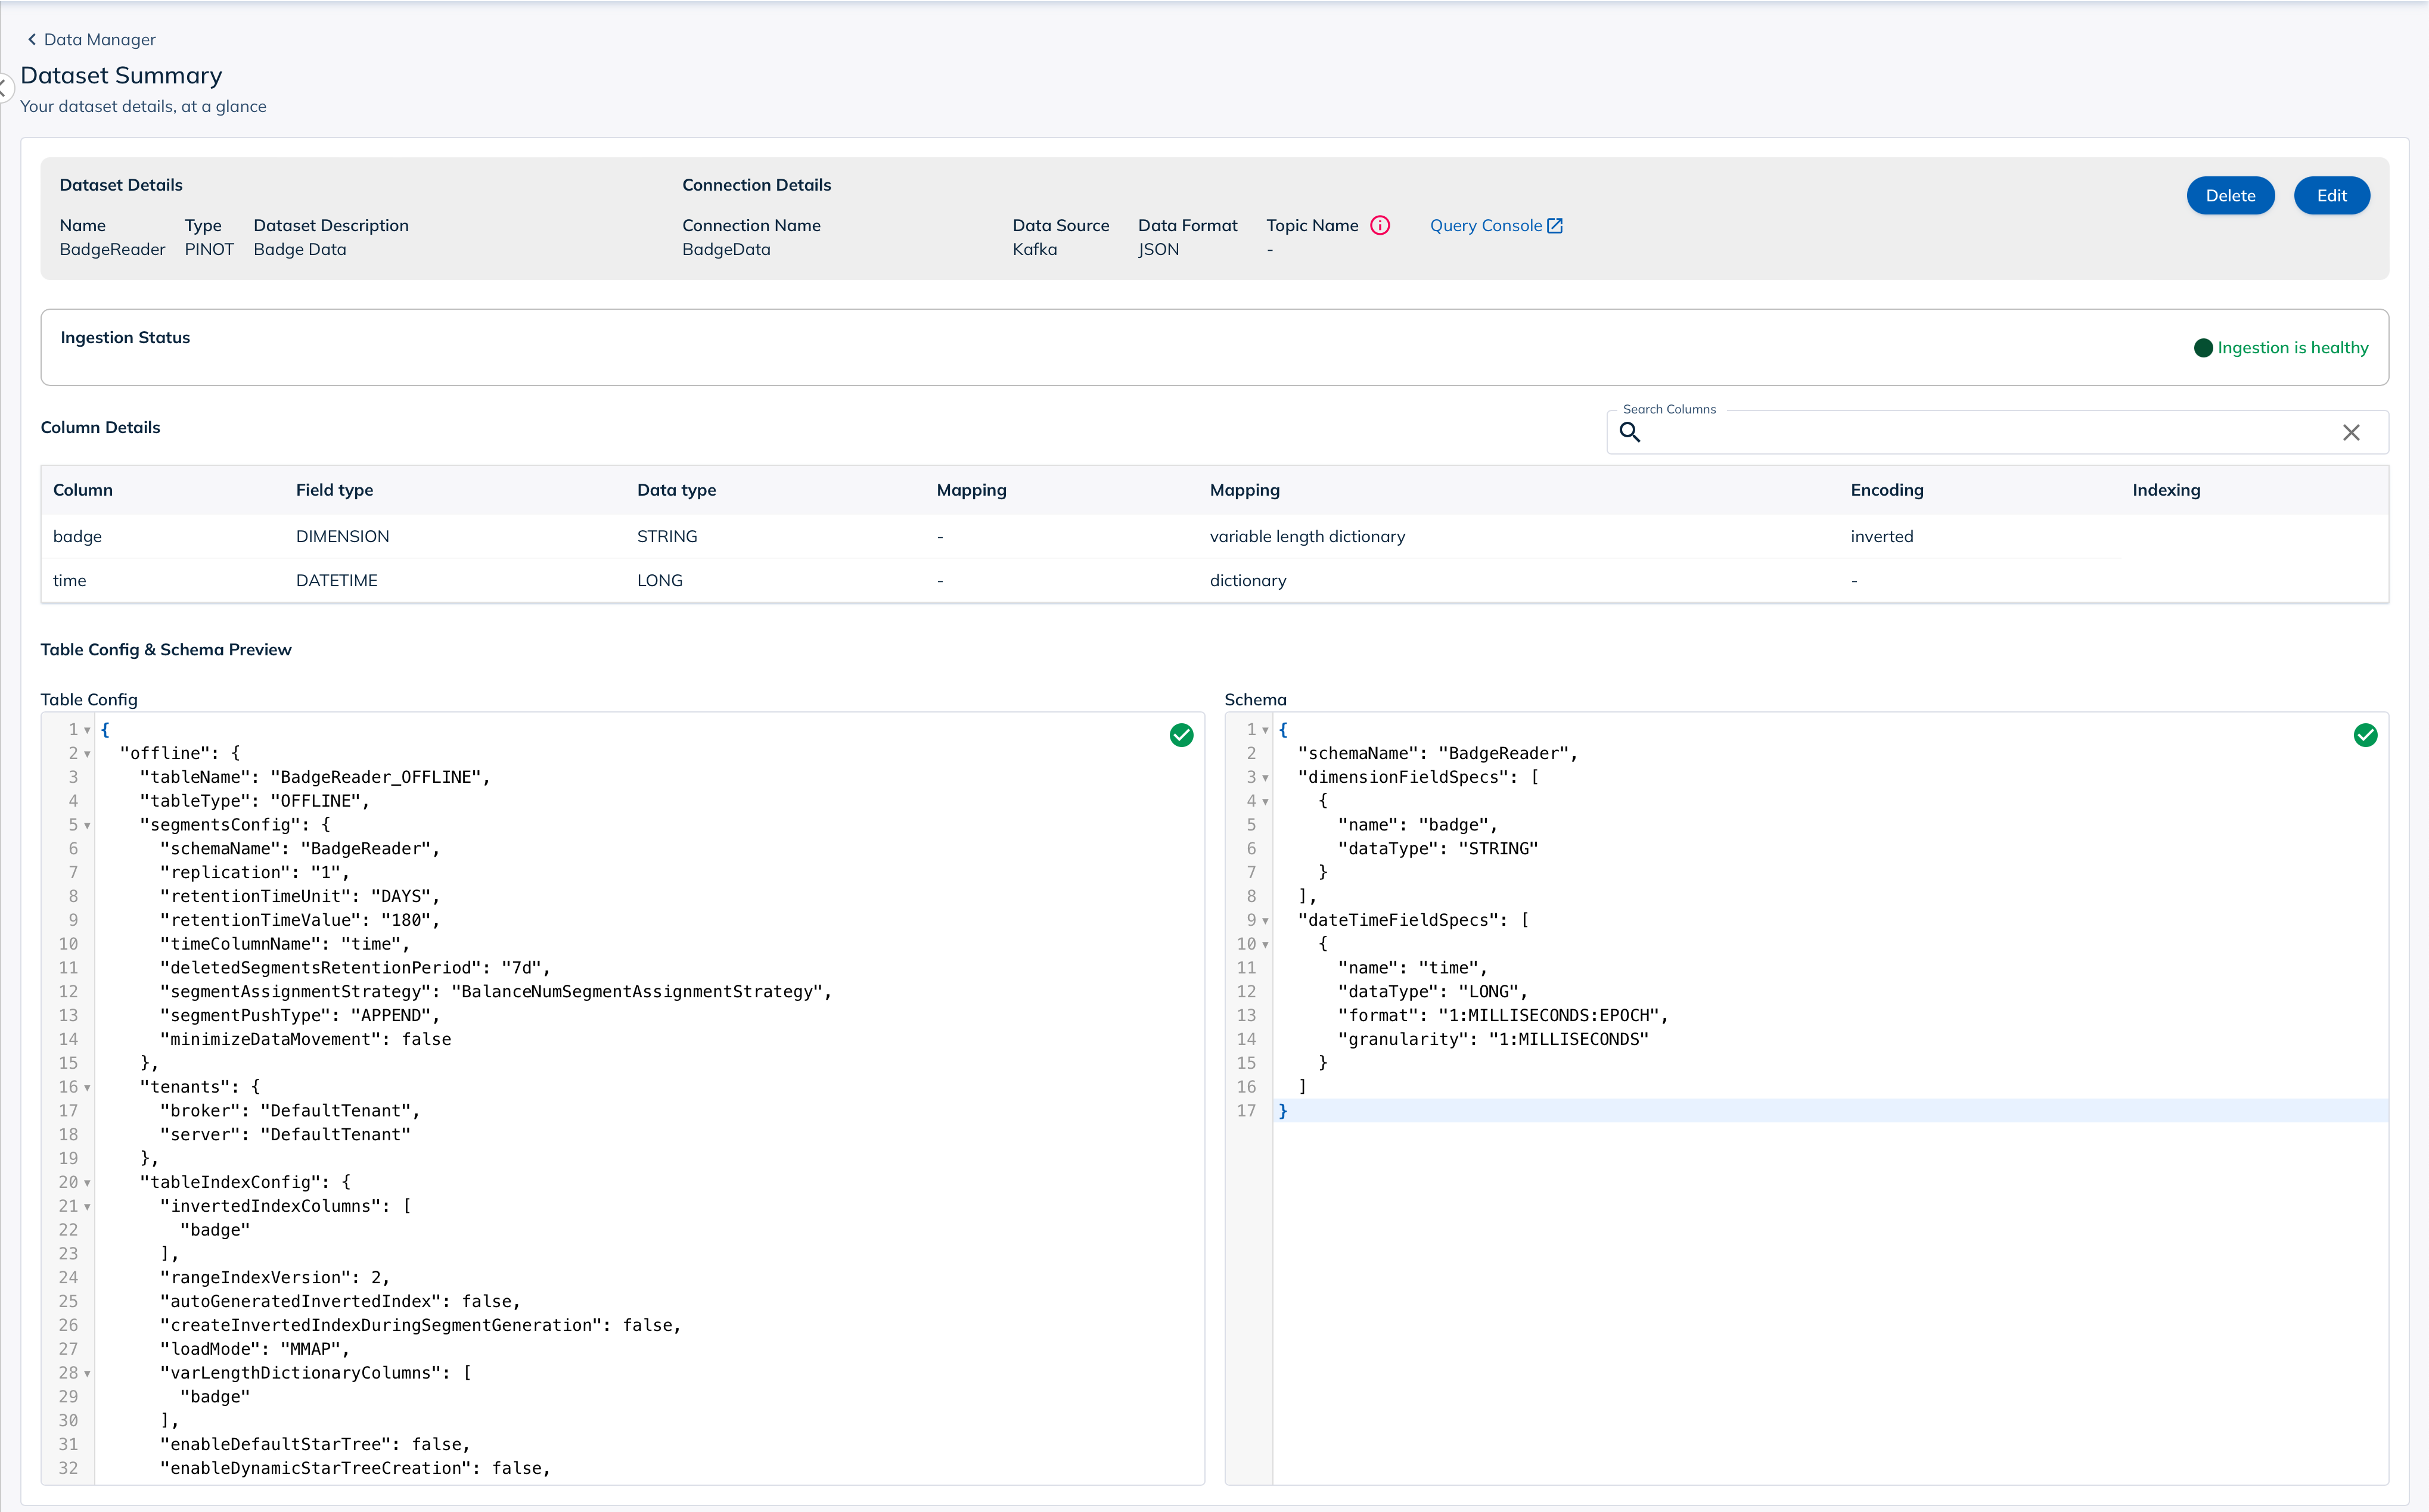 Data Manager
Dataset Summary
Your dataset details, at a glance
Dataset Details
Connection Details
Delete
Edit
Name Type Dataset Description
Connection Name Data Source Data Format Topic Name Query Console
BadgeReader PINOT Badge Data
BadgeData Kafka JSON -
Ingestion Status
Ingestion is healthy
Column Details
Search Columns
Column Field type Data type Mapping Mapping Encoding Indexing
badge DIMENSION STRING - variable length dictionary inverted
time DATETIME LONG - dictionary -
Table Config & Schema Preview
Table Config
1 {
2 "offline": {
3 "tableName": "BadgeReader_OFFLINE",
4 "tableType": "OFFLINE",
5 "segmentsConfig": {
6 "schemaName": "BadgeReader",
7 "replication": "1",
8 "retentionTimeUnit": "DAYS",
9 "retentionTimeValue": "180",
10 "timeColumnName": "time",
11 "deletedSegmentsRetentionPeriod": "7d",
12 "segmentAssignmentStrategy": "BalanceNumSegmentAssignmentStrategy",
13 "segmentPushType": "APPEND",
14 "minimizeDataMovement": false
15 },
16 "tenants": {
17 "broker": "DefaultTenant",
18 "server": "DefaultTenant"
19 },
20 "tableIndexConfig": {
21 "invertedIndexColumns": [
22 "badge"
23 ],
24 "rangeIndexVersion": 2,
25 "autoGeneratedInvertedIndex": false,
26 "createInvertedIndexDuringSegmentGeneration": false,
27 "loadMode": "MMAP",
28 "varLengthDictionaryColumns": [
29 "badge"
30 ],
31 "enableDefaultStarTree": false,
32 "enableDynamicStarTreeCreation": false,
Schema
1 {
2 "schemaName": "BadgeReader",
3 "dimensionFieldSpecs": [
4 {
5 "name": "badge",
6 "dataType": "STRING"
7 }
8 ],
9 "dateTimeFieldSpecs": [
10 {
11 "name": "time",
12 "dataType": "LONG",
13 "format": "1:MILLISECONDS:EPOCH",
14 "granularity": "1:MILLISECONDS"
15 }
16 ]
17 }